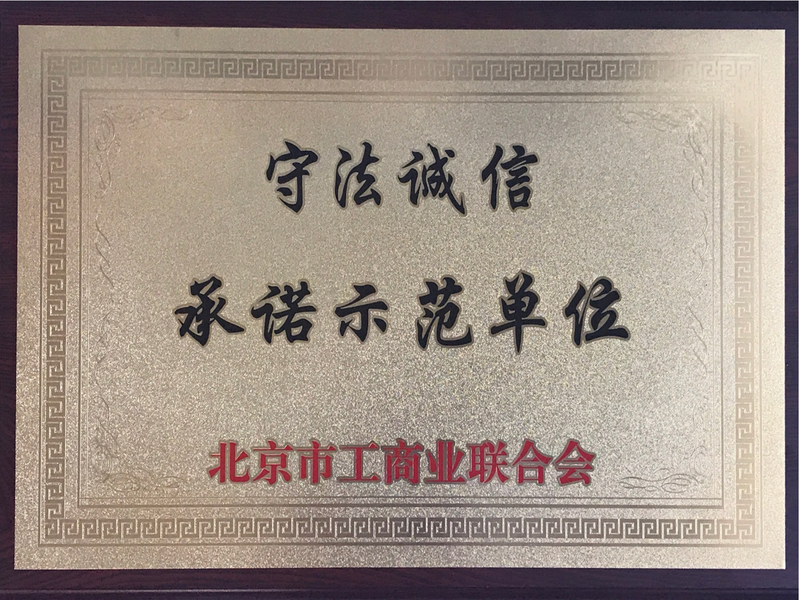 守法诚信
承诺示范单位
北京市工商业联合会